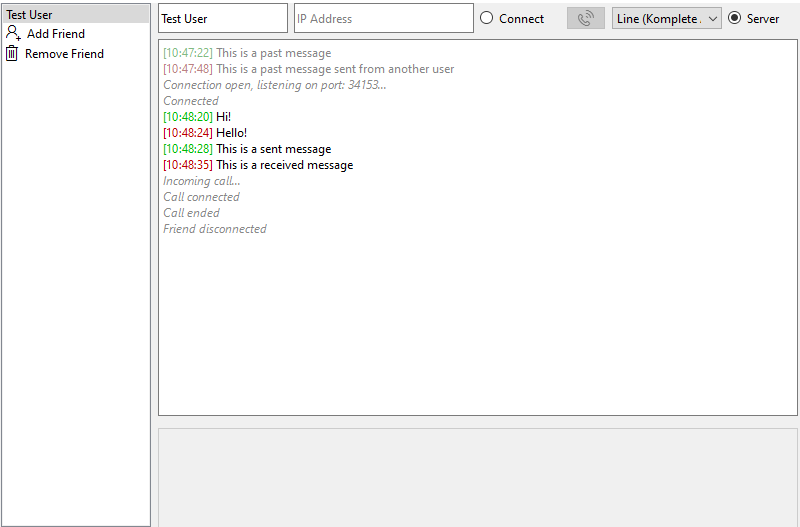 Test User
Add Friend
Remove Friend
Test User
IP Address
Connect
Line (Komplete
Server
[10:47:22] This is a past message
[10:47:48] This is a past message sent from another user
Connection open, listening on port: 34153...
Connected
[10:48:20] Hi!
[10:48:24] Hello!
[10:48:28] This is a sent message
[10:48:35] This is a received message
Incoming call...
Call connected
Call ended
Friend disconnected